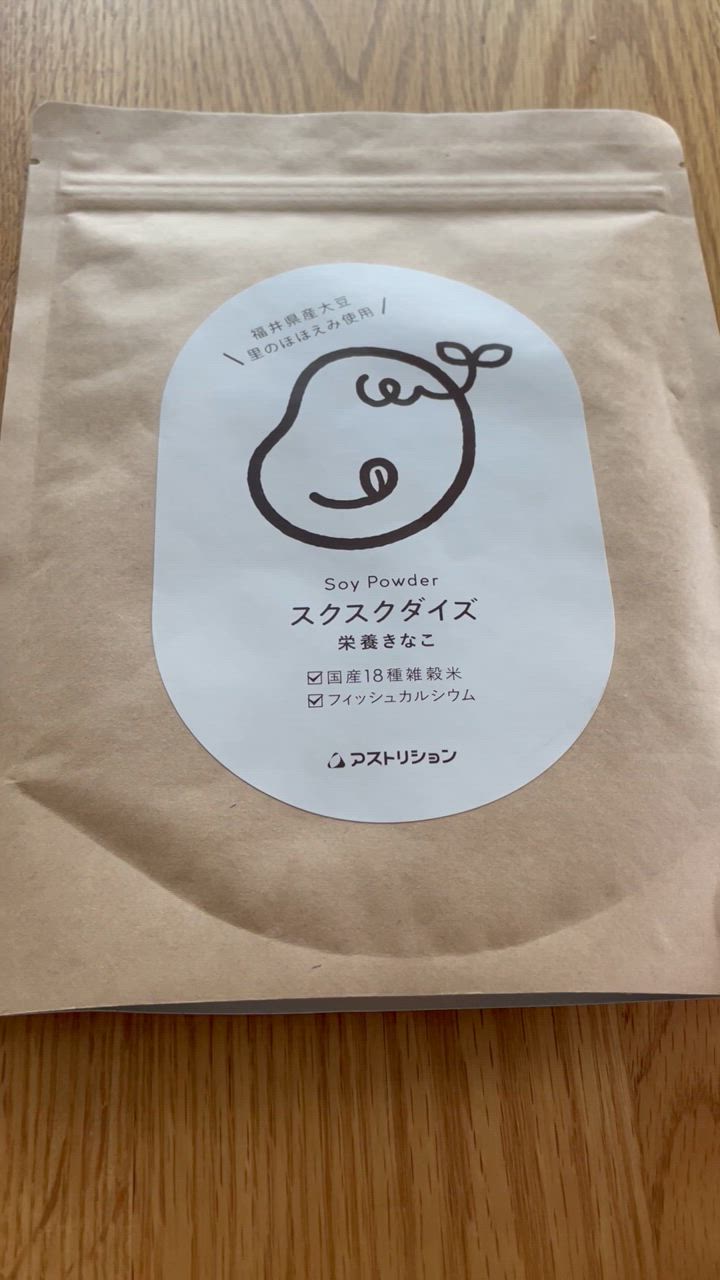 福井県産大豆
里のほほえみ使用
Soy Powder
スクスクダイズ
栄養きなこ
国産18種雑穀米
フィッシュカルシウム
アストリション